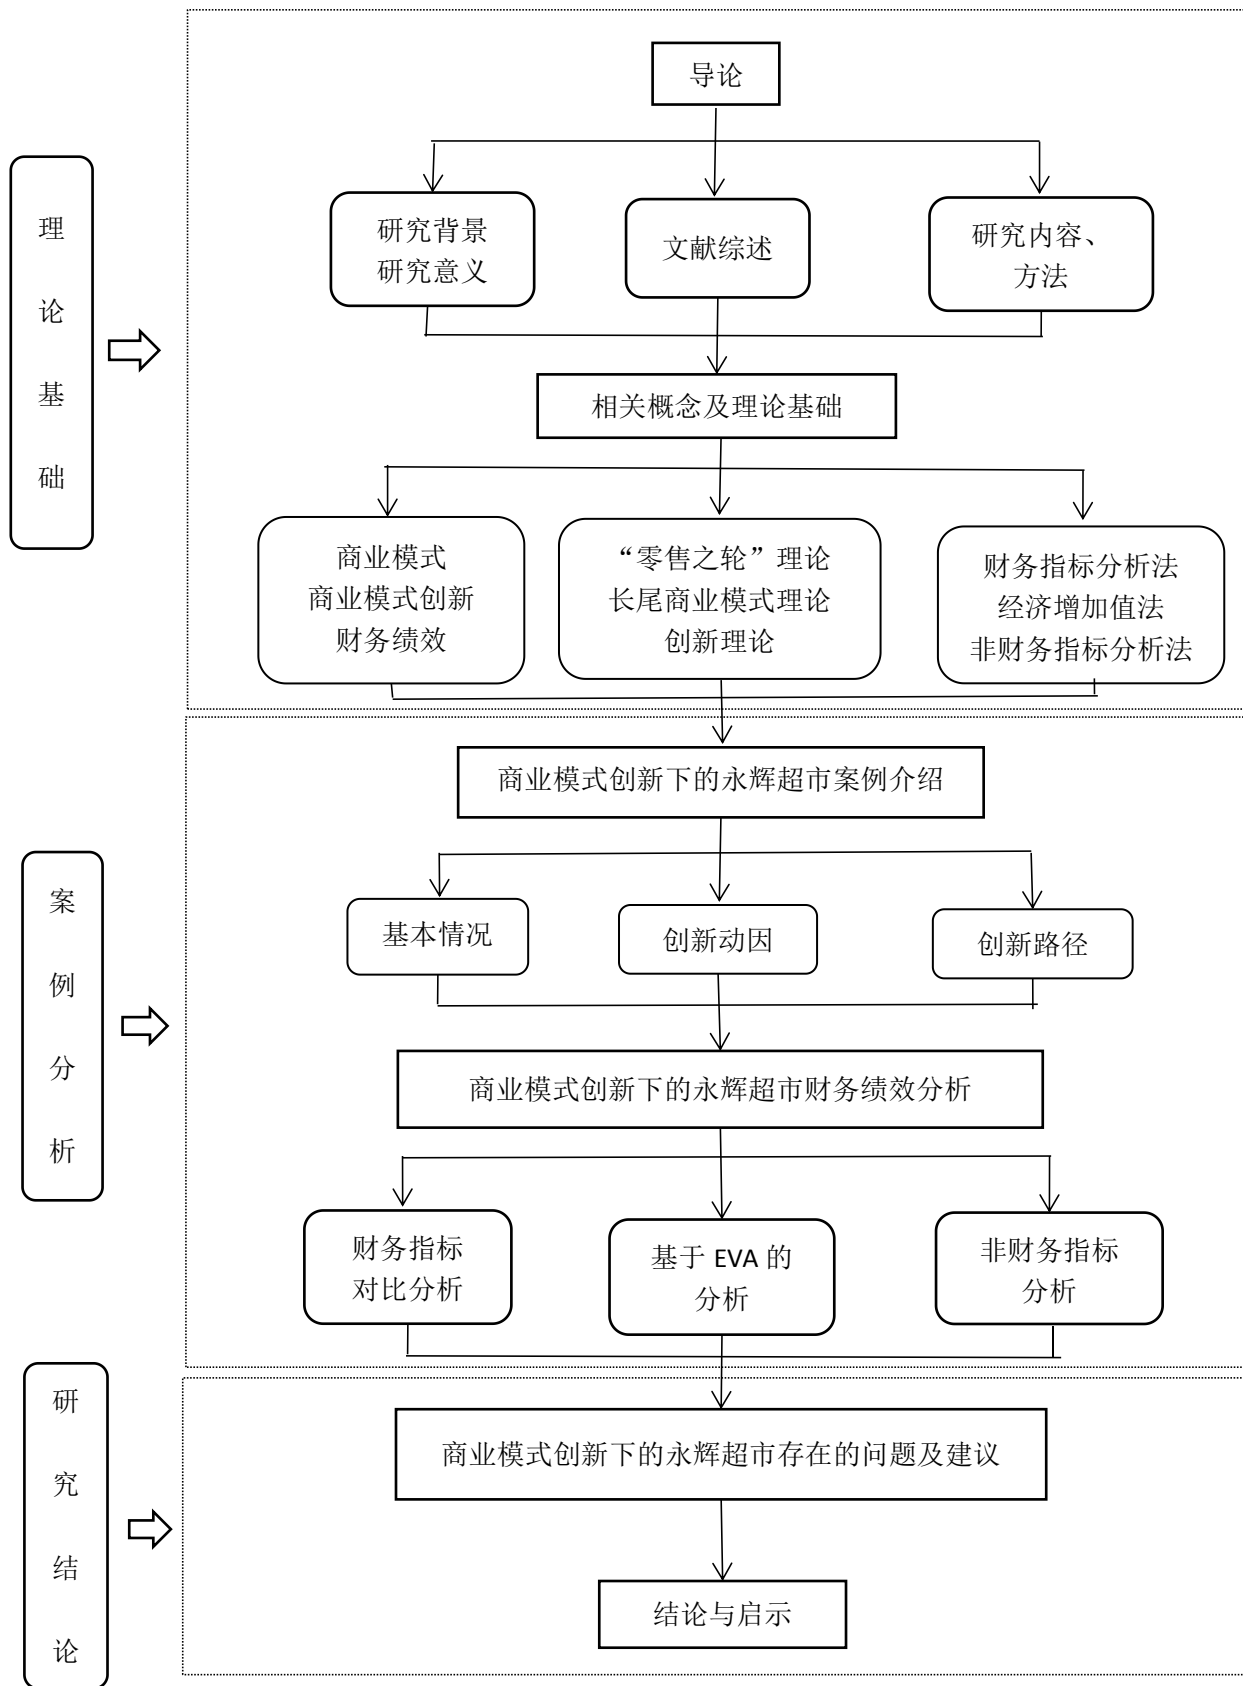 导论
研究背景
研究意义
文献综述
研究内容、
方法
相关概念及理论基础
商业模式
商业模式创新
财务绩效
“零售之轮”理论
长尾商业模式理论
创新理论
财务指标分析法
经济增加值法
非财务指标分析法
理
论
基
础
商业模式创新下的永辉超市案例介绍
基本情况
创新动因
创新路径
商业模式创新下的永辉超市财务绩效分析
财务指标
对比分析
基于 EVA 的
分析
非财务指标
分析
案
例
分
析
商业模式创新下的永辉超市存在的问题及建议
结论与启示
研
究
结
论